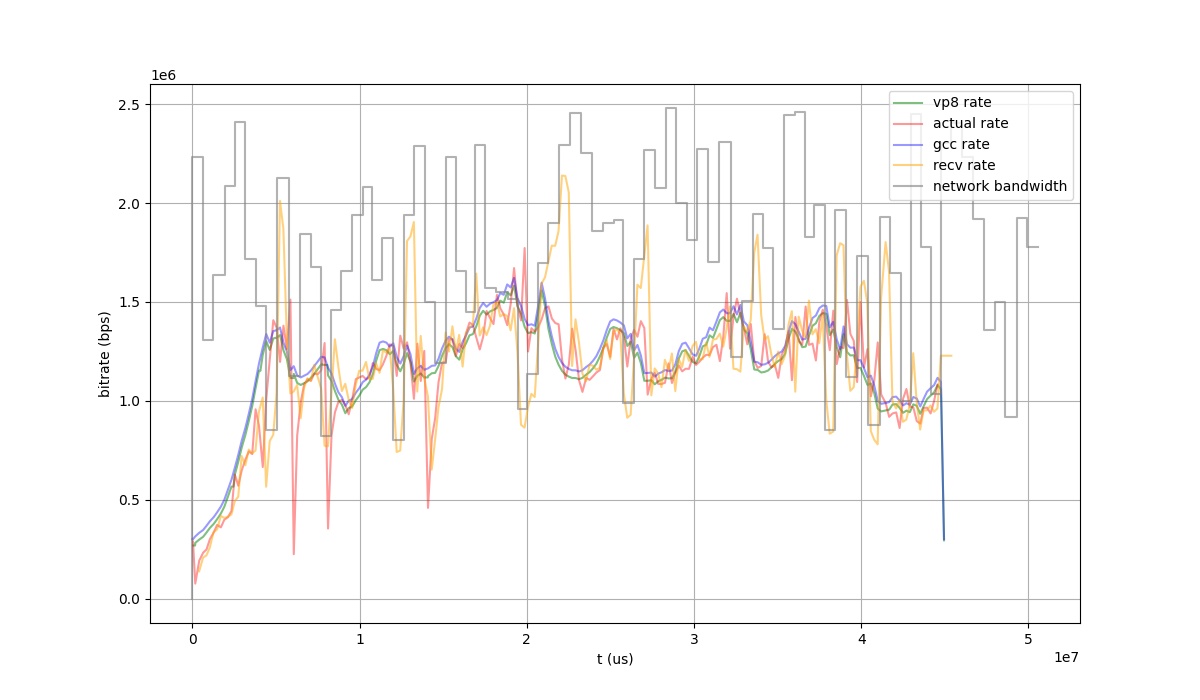 1e6
2.5
2.0
1.5
1.0
0.5
0.0
bitrate (bps)
vp8 rate
actual rate
gcc rate
recv rate
network bandwidth
0 1 2 3 4 5
1e7
t (us)